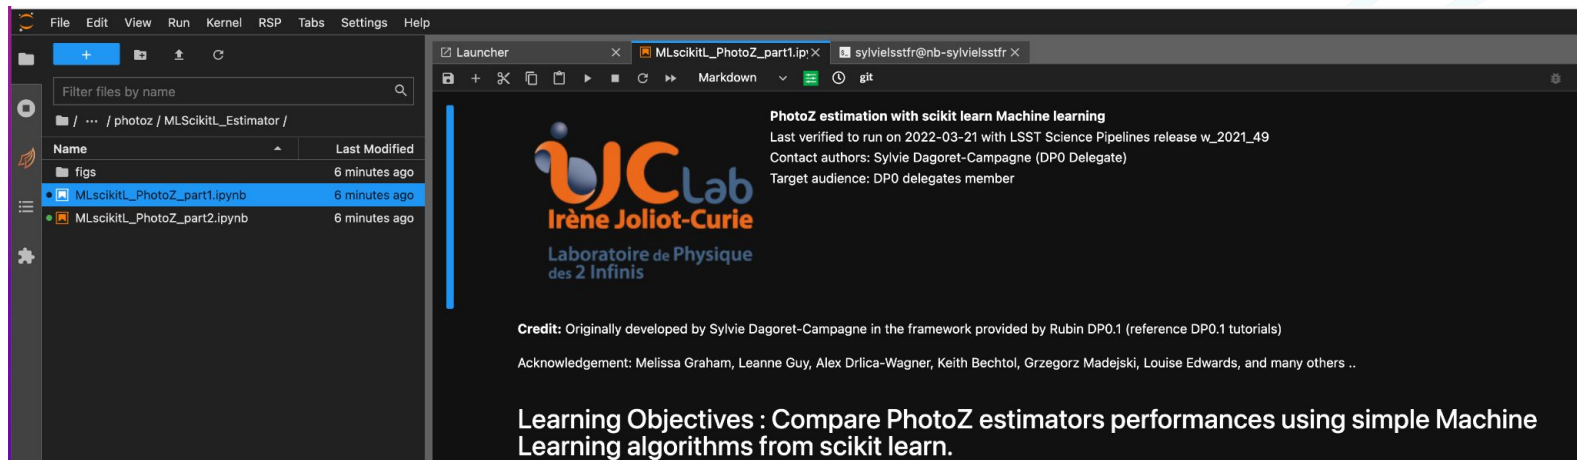 File Edit View Run Kernel RSP Tabs Settings Help
Launcher
MLscikitL_PhotoZ_part1.ip
sylvielsstfr@nb-sylvielsstfr
Filter files by name
Markdown
git
/ ··· / photoz / MLScikitL_Estimator /
Name Last Modified
figs 6 minutes ago
MLscikitL_PhotoZ_part1.ipynb 6 minutes ago
MLscikitL_PhotoZ_part2.ipynb 6 minutes ago
IJCLab
Irène Joliot-Curie
Laboratoire de Physique
des 2 Infinis
PhotoZ estimation with scikit learn Machine learning
Last verified to run on 2022-03-21 with LSST Science Pipelines release w_2021_49
Contact authors: Sylvie Dagoret-Campagne (DP0 Delegate)
Target audience: DP0 delegates member
Credit: Originally developed by Sylvie Dagoret-Campagne in the framework provided by Rubin DP0.1 (reference DP0.1 tutorials)
Acknowledgement: Melissa Graham, Leanne Guy, Alex Drlica-Wagner, Keith Bechtol, Grzegorz Madejski, Louise Edwards, and many others ..
Learning Objectives : Compare PhotoZ estimators performances using simple Machine
Learning algorithms from scikit learn.